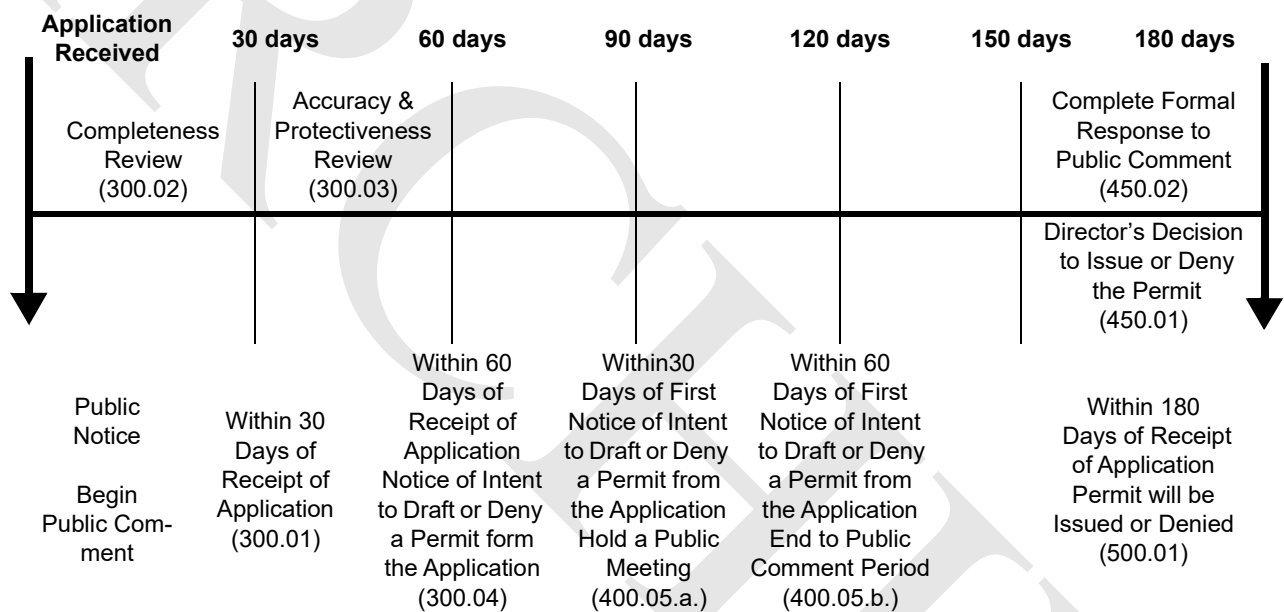 Application
Received
30 days
60 days
90 days
120 days
150 days
180 days
Completeness
Review
(300.02)
Accuracy &
Protectiveness
Review
(300.03)
Complete Formal
Response to
Public Comment
(450.02)
Director’s Decision
to Issue or Deny
the Permit
(450.01)
Public
Notice
Begin
Public Com-
ment
Within 30
Days of
Receipt of
Application
(300.01)
Within 60
Days of
Receipt of
Application
Notice of Intent
to Draft or Deny
a Permit form
the Application
(300.04)
Within30
Days of First
Notice of Intent
to Draft or Deny
a Permit from
the Application
Hold a Public
Meeting
(400.05.a.)
Within 60
Days of First
Notice of Intent
to Draft or Deny
a Permit from
the Application
End to Public
Comment Period
(400.05.b.)
Within 180
Days of Receipt
of Application
Permit will be
Issued or Denied
(500.01)
RCH